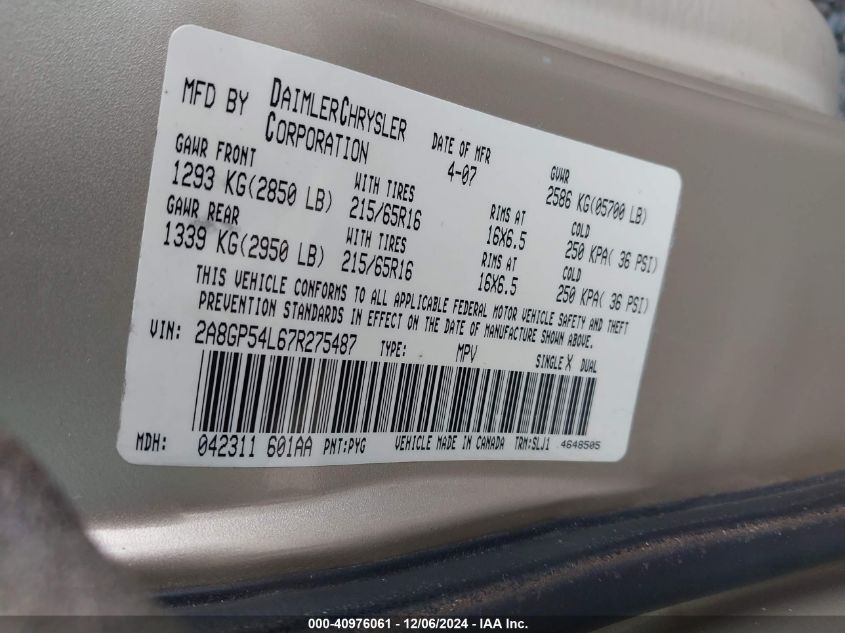 MFD BY DAIMLERCHRYSLER CORPORATION DATE OF MFR 4-07 GVWR 2586 KG(05700 LB)
GAWR FRONT WITH TIRES RIMS AT COLD
1293 KG(2850 LB) 215/65R16 16X6.5 250 KPA( 36 PSI)
GAWR REAR WITH TIRES RIMS AT COLD
1339 KG(2950 LB) 215/65R16 16X6.5 250 KPA( 36 PSI)
THIS VEHICLE CONFORMS TO ALL APPLICABLE FEDERAL MOTOR VEHICLE SAFETY AND THEFT
PREVENTION STANDARDS IN EFFECT ON THE DATE OF MANUFACTURE SHOWN ABOVE.
VIN: 2A8GP54L67R275487 TYPE: MPV SINGLE X DUAL
MDH: 042311 601AA PNT:PYG VEHICLE MADE IN CANADA TRM:SLJ1 4648505
000-40976061 - 12/06/2024 - IAA Inc.